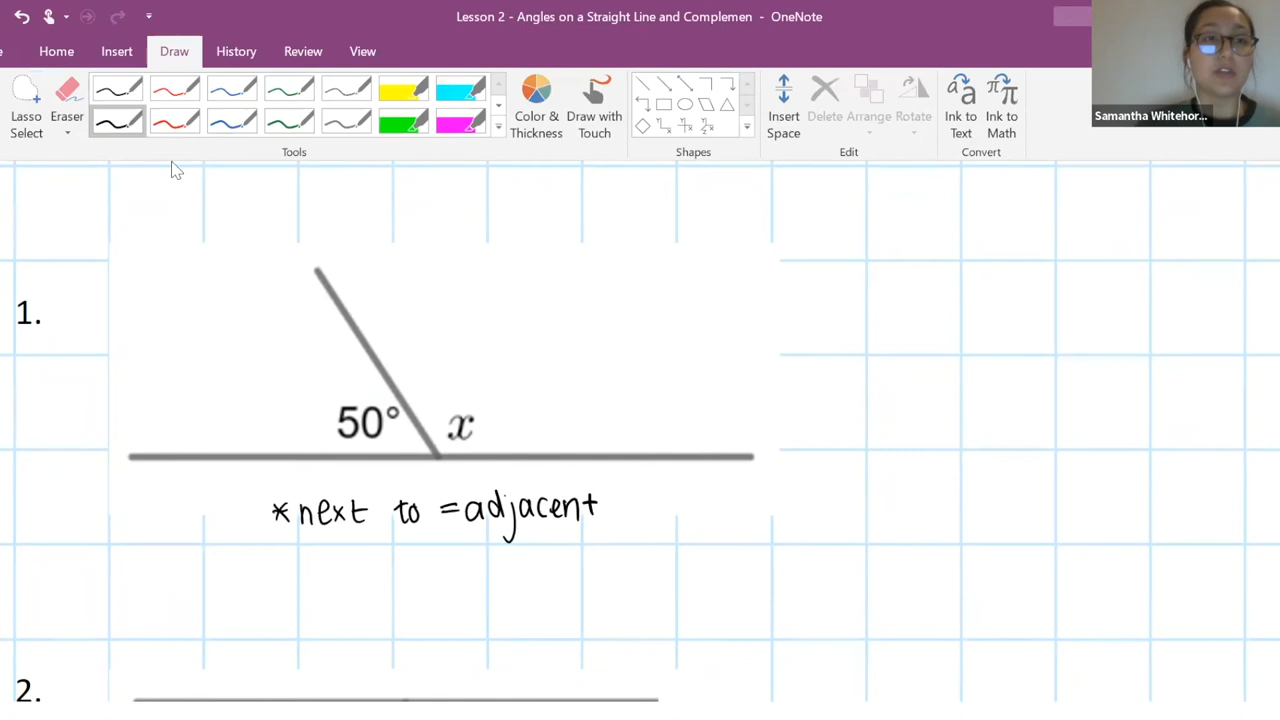 Lesson 2 - Angles on a Straight Line and Complemen - OneNote
Home Insert Draw History Review View
Lasso Select
Eraser
Color & Thickness
Draw with Touch
Insert Space
Delete
Arrange
Rotate
Ink to Text
Ink to Math
Tools
Shapes
Edit
Convert
Samantha Whitehor...
1.
50° x
*next to = adjacent
2.